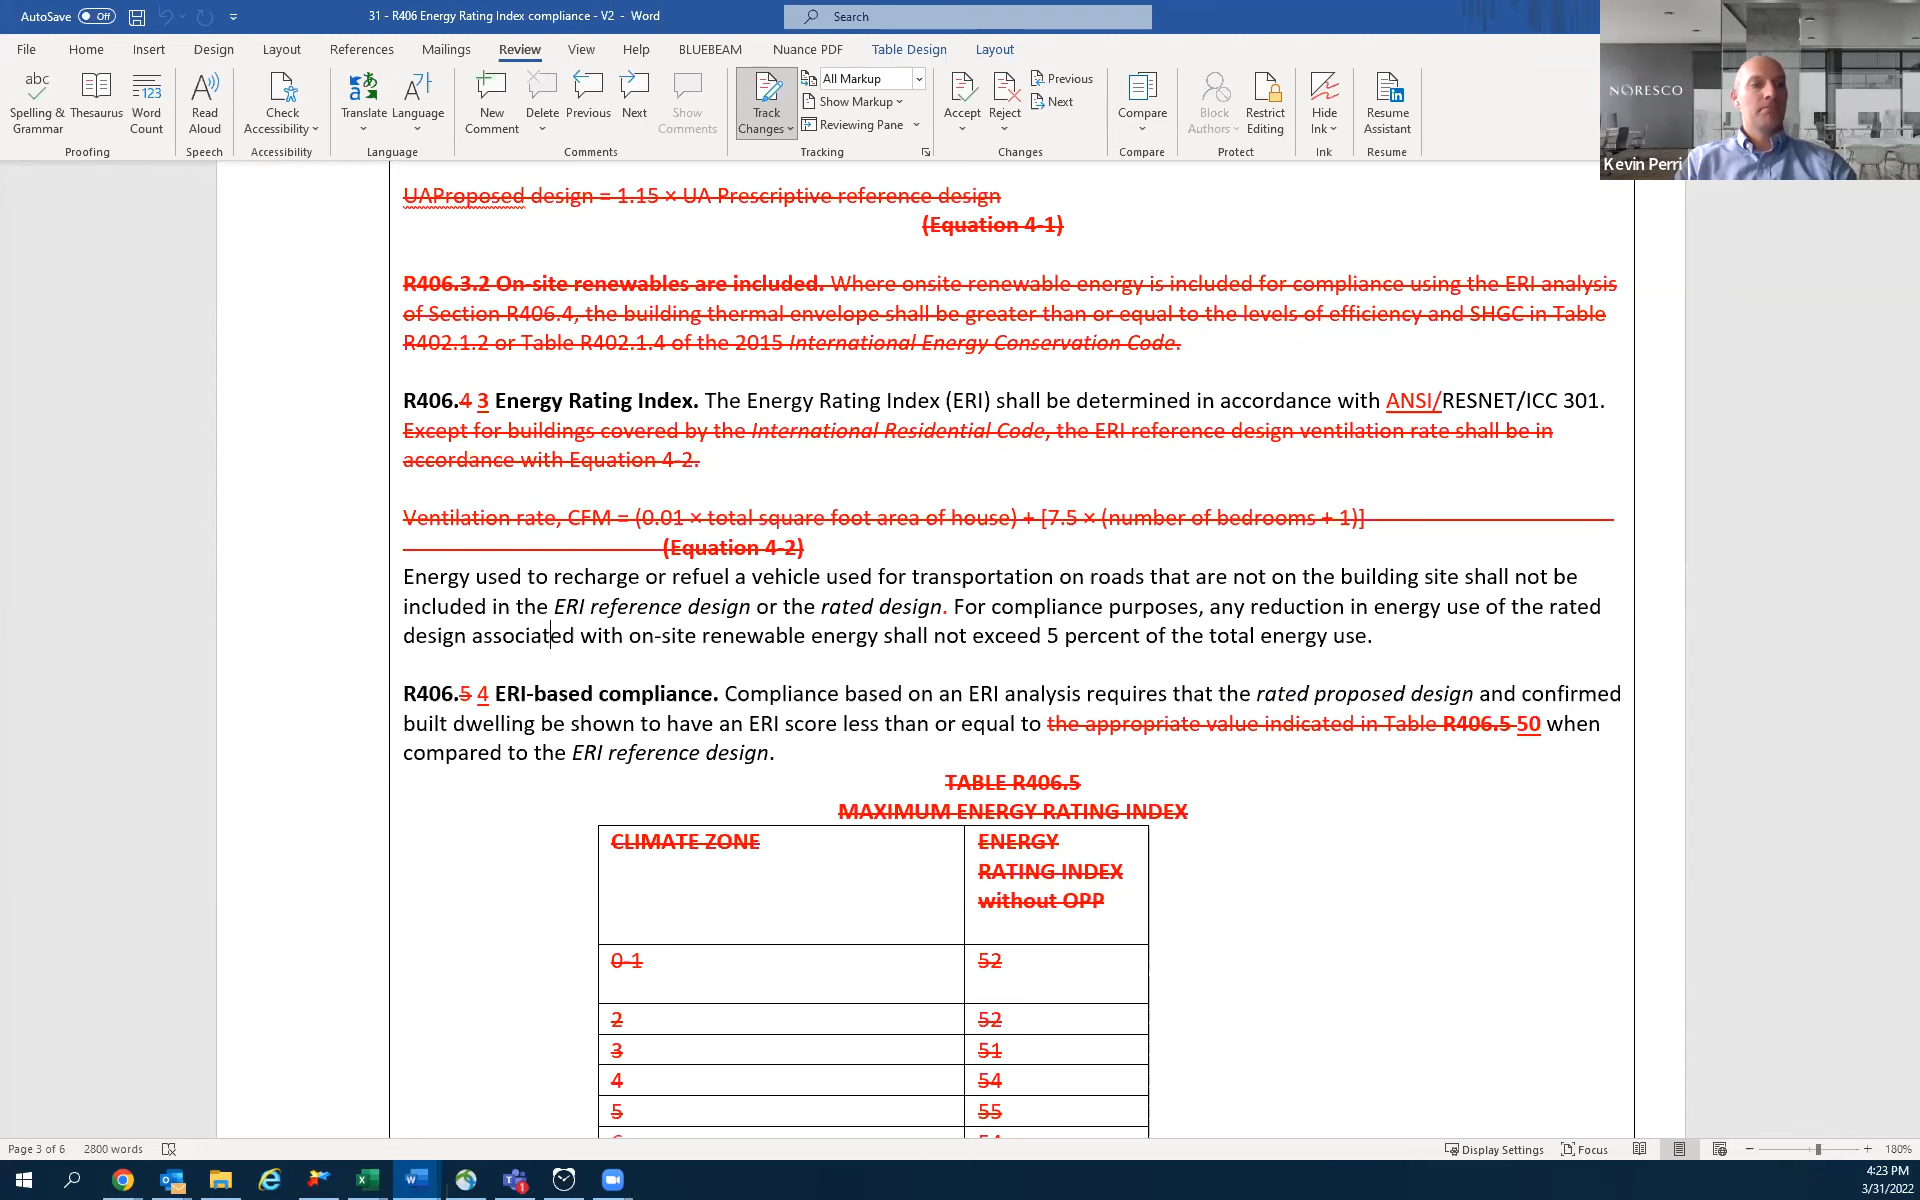 AutoSave Off
31 - R406 Energy Rating Index compliance - V2 - Word
Search
File Home Insert Design Layout References Mailings Review View Help BLUEBEAM Nuance PDF Table Design Layout
abc
Spelling & Grammar
Thesaurus
123
Word Count
Proofing
Read Aloud
Speech
Check Accessibility
Accessibility
Translate
Language
Language
New Comment
Delete
Previous
Next
Show Comments
Comments
Track Changes
All Markup
Show Markup
Reviewing Pane
Tracking
Accept
Reject
Previous
Next
Changes
Compare
Compare
Block Authors
Restrict Editing
Protect
Hide Ink
Ink
Resume Assistant
Resume
NORESCO
Kevin Perri
UAProposed design = 1.15 × UA Prescriptive reference design
(Equation 4-1)
R406.3.2 On-site renewables are included. Where onsite renewable energy is included for compliance using the ERI analysis
of Section R406.4, the building thermal envelope shall be greater than or equal to the levels of efficiency and SHGC in Table
R402.1.2 or Table R402.1.4 of the 2015 International Energy Conservation Code.
R406.4 3 Energy Rating Index. The Energy Rating Index (ERI) shall be determined in accordance with ANSI/RESNET/ICC 301.
Except for buildings covered by the International Residential Code, the ERI reference design ventilation rate shall be in
accordance with Equation 4-2.
Ventilation rate, CFM = (0.01 × total square foot area of house) + [7.5 × (number of bedrooms + 1)]
(Equation 4-2)
Energy used to recharge or refuel a vehicle used for transportation on roads that are not on the building site shall not be
included in the ERI reference design or the rated design. For compliance purposes, any reduction in energy use of the rated
design associated with on-site renewable energy shall not exceed 5 percent of the total energy use.
R406.5 4 ERI-based compliance. Compliance based on an ERI analysis requires that the rated proposed design and confirmed
built dwelling be shown to have an ERI score less than or equal to the appropriate value indicated in Table R406.5 50 when
compared to the ERI reference design.
TABLE R406.5
MAXIMUM ENERGY RATING INDEX
CLIMATE ZONE
ENERGY
RATING INDEX
without OPP
0-1 52
2 52
3 51
4 54
5 55
Page 3 of 6 2800 words
Display Settings Focus 180%
4:23 PM
3/31/2022